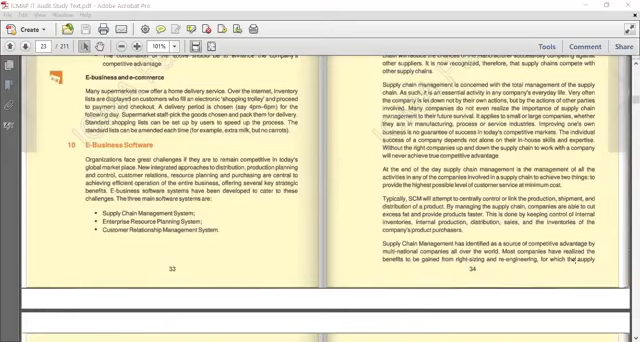 ICMAP IT Audit Study Text.pdf - Adobe Acrobat Pro
File Edit View Window Help
Create
23 / 211
101%
Tools Comment Share
competitive advantage
E-business and e-commerce
Many supermarkets now offer a home delivery service. Over the internet, inventory
lists are displayed on customers who fill an electronic 'shopping trolley' and proceed
to payment and checkout. A delivery period is chosen (say 4pm–6pm) for the
following day. Supermarket staff pick the goods chosen and pack them for delivery.
Standard shopping lists can be set up by users to speed up the process. The
standard lists can be amended each time (for example, extra milk, but no carrots).
10 E-Business Software
Organizations face great challenges if they are to remain competitive in today's
global market place. New integrated approaches to distribution, production planning
and control, customer relations, resource planning and purchasing are central to
achieving efficient operation of the entire business, offering several key strategic
benefits. E-business software systems have been developed to cater to these
challenges. The three main software systems are:
• Supply Chain Management System;
• Enterprise Resource Planning System;
• Customer Relationship Management System.
33
other suppliers. It is now recognized, therefore, that supply chains compete with
other supply chains.
Supply chain management is concerned with the total management of the supply
chain. As such, it is an essential activity in any company's everyday life. Very often
the company is let down not by their own actions, but by the actions of other parties
involved. Many companies do not even realize the importance of supply chain
management to their future survival. It applies to small or large companies, whether
they are in manufacturing, process or service industries. Improving one's own
business is no guarantee of success in today's competitive markets. The individual
success of a company depends not alone on their in-house skills and expertise.
Without the right companies up and down the supply chain to work with a company
will never achieve true competitive advantage
At the end of the day supply chain management is the management of all the
activities in any of the companies involved in a supply chain to achieve two things: to
provide the highest possible level of customer service at minimum cost.
Typically, SCM will attempt to centrally control or link the production, shipment, and
distribution of a product. By managing the supply chain, companies are able to cut
excess fat and provide products faster. This is done by keeping control of internal
inventories, internal production, distribution, sales, and the inventories of the
company's product purchasers.
Supply Chain Management has identified as a source of competitive advantage by
multi-national companies all over the world. Most companies have realized the
benefits to be gained from right-sizing and re-engineering, for which the supply
34